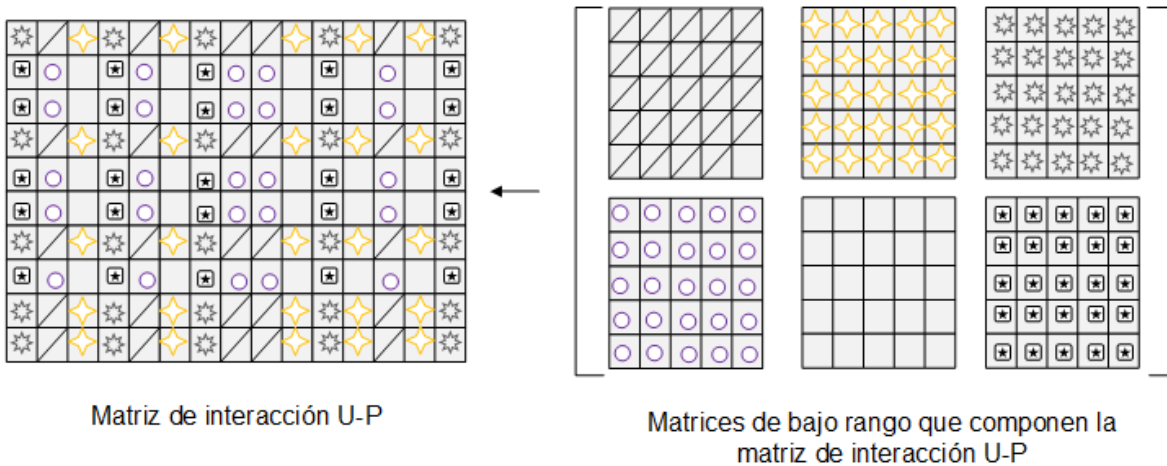 Matriz de interacción U-P
Matrices de bajo rango que componen la
matriz de interacción U-P